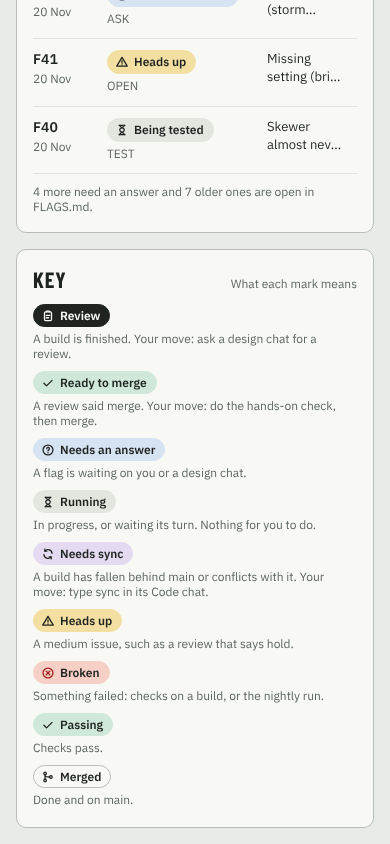 20 Nov
ASK
(storm...
F41
20 Nov
Heads up
OPEN
Missing
setting (bri...
F40
20 Nov
Being tested
TEST
Skewer
almost nev...
4 more need an answer and 7 older ones are open in
FLAGS.md.
KEY
What each mark means
Review
A build is finished. Your move: ask a design chat for a
review.
Ready to merge
A review said merge. Your move: do the hands-on check,
then merge.
Needs an answer
A flag is waiting on you or a design chat.
Running
In progress, or waiting its turn. Nothing for you to do.
Needs sync
A build has fallen behind main or conflicts with it. Your
move: type sync in its Code chat.
Heads up
A medium issue, such as a review that says hold.
Broken
Something failed: checks on a build, or the nightly run.
Passing
Checks pass.
Merged
Done and on main.